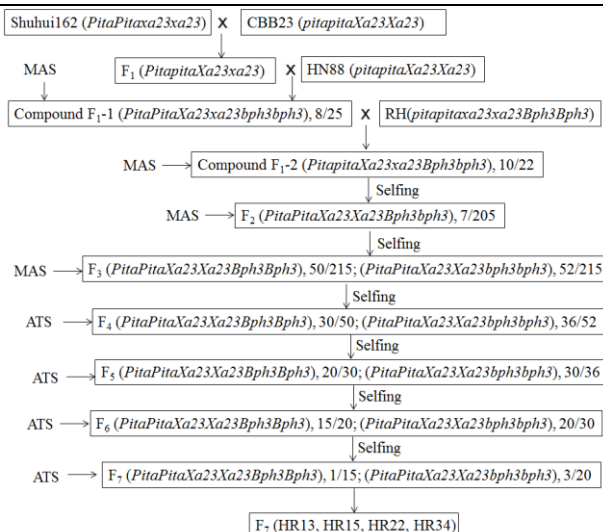 Shuhui162 (PitaPitaxa23xa23) X CBB23 (pitapitaXa23Xa23)
MAS F1 (PitapitaXa23xa23) X HN88 (pitapitaXa23Xa23)
Compound F1-1 (PitapitaXa23xa23bph3bph3), 8/25 X RH(pitapitaxa23xa23Bph3Bph3)
MAS Compound F1-2 (PitapitaXa23xa23Bph3bph3), 10/22
Selfing
MAS F2 (PitaPitaXa23Xa23Bph3bph3), 7/205
Selfing
MAS F3 (PitaPitaXa23Xa23Bph3Bph3), 50/215; (PitaPitaXa23Xa23bph3bph3), 52/215
Selfing
ATS F4 (PitaPitaXa23Xa23Bph3Bph3), 30/50; (PitaPitaXa23Xa23bph3bph3), 36/52
Selfing
ATS F5 (PitaPitaXa23Xa23Bph3Bph3), 20/30; (PitaPitaXa23Xa23bph3bph3), 30/36
Selfing
ATS F6 (PitaPitaXa23Xa23Bph3Bph3), 15/20; (PitaPitaXa23Xa23bph3bph3), 20/30
Selfing
ATS F7 (PitaPitaXa23Xa23Bph3Bph3), 1/15; (PitaPitaXa23Xa23bph3bph3), 3/20
F7 (HR13, HR15, HR22, HR34)